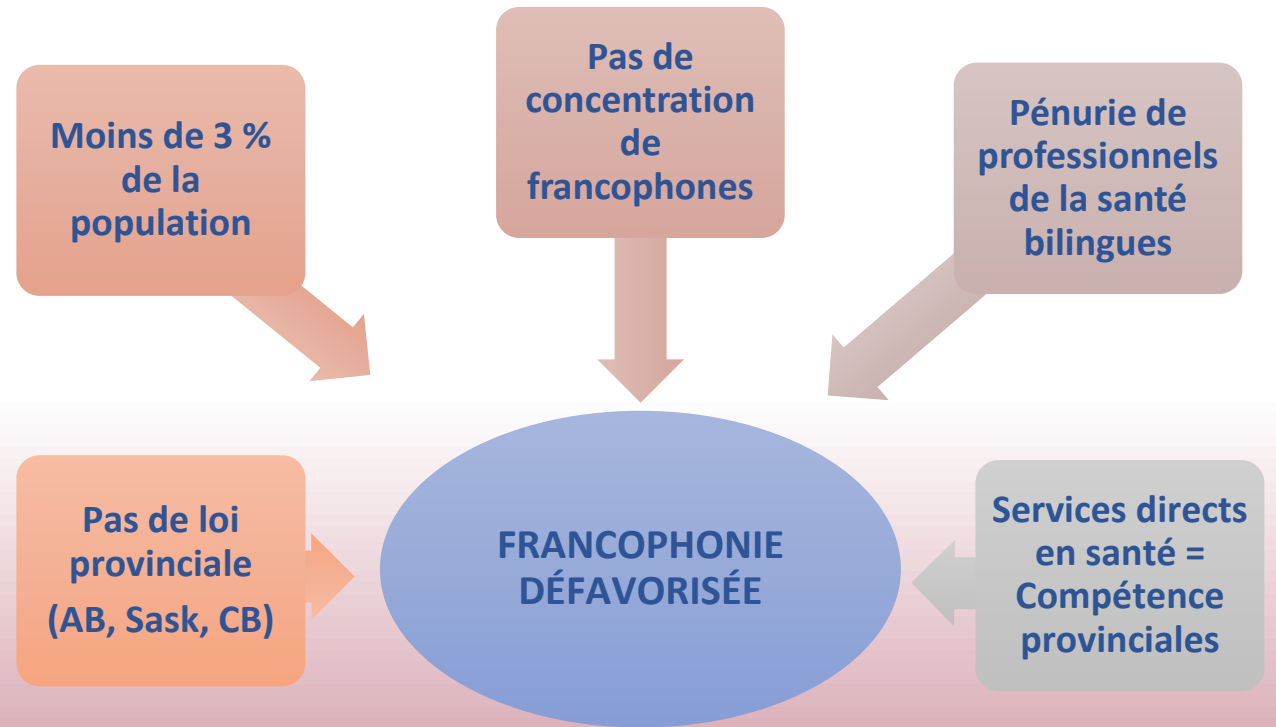 Moins de 3 %
de la
population
Pas de
concentration
de
francophones
Pénurie de
professionnels
de la santé
bilingues
Pas de loi
provinciale
(AB, Sask, CB)
FRANCOPHONIE
DÉFAVORISÉE
Services directs
en santé =
Compétence
provinciales